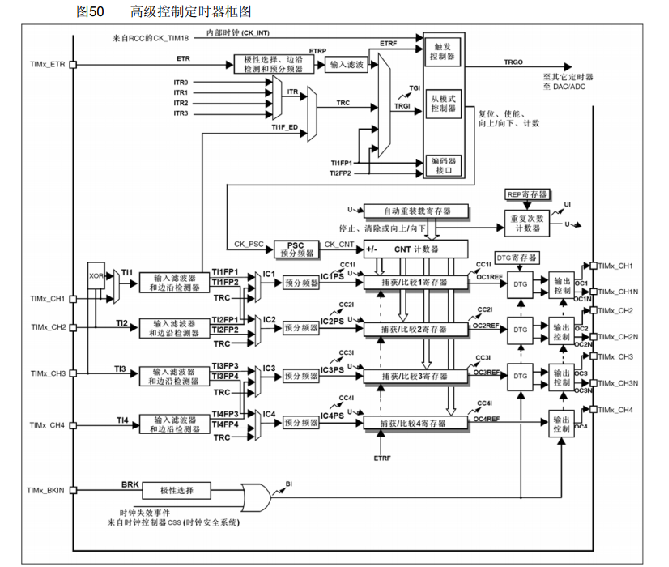 图50 高级控制定时器框图
内部时钟(CK_INT)
来自RCC的CK_TIM18
ETRF
触发
控制器
TRGO
至其它定时器
至 DAC/ADC
TIMx_ETR
ETR
极性选择、边沿
检测和预分频器
ETRP
输入滤波
ITR0
ITR1
ITR2
ITR3
ITR
TRC
TI1F_ED
TGI
TRGI
从模式
控制器
复位、使能、
向上/向下、计数
TI1FP1
TI2FP2
编码器
接口
REP寄存器
U
自动重装载寄存器
UI
重复次数
计数器
U
停止、清除或向上/向下
CK_PSC
PSC
预分频器
CK_CNT
+/-
CNT 计数器
DTG寄存器
XOR
TI1
输入滤波器
和边沿检测器
TI1FP1
TI1FP2
TRC
IC1
预分频器
IC1PS
CC1I
U
捕获/比较1寄存器
CC1I
OC1REF
DTG
输出
控制
OC1
OC1N
TIMx_CH1
TIMx_CH1N
TIMx_CH1
TIMx_CH2
TI2
输入滤波器
和边沿检测器
TI2FP1
TI2FP2
TRC
IC2
预分频器
IC2PS
CC2I
U
捕获/比较2寄存器
CC2I
OC2REF
DTG
输出
控制
OC2
OC2N
TIMx_CH2
TIMx_CH2N
TIMx_CH3
TI3
输入滤波器
和边沿检测器
TI3FP3
TI3FP4
TRC
IC3
预分频器
IC3PS
CC3I
U
捕获/比较3寄存器
CC3I
OC3REF
DTG
输出
控制
OC3
OC3N
TIMx_CH3
TIMx_CH3N
TIMx_CH4
TI4
输入滤波器
和边沿检测器
TI4FP3
TI4FP4
TRC
IC4
预分频器
IC4PS
CC4I
U
捕获/比较4寄存器
CC4I
OC4REF
输出
控制
OC4
TIMx_CH4
ETRF
TIMx_BKIN
BRK
极性选择
BI
时钟失效事件
来自时钟控制器CSS (时钟安全系统)